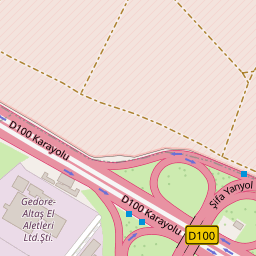 D100 Karayolu
D100 Karayolu
Şifa Yanyol
D100
Gedore-
Altaş El
Aletleri
Ltd.Şti.